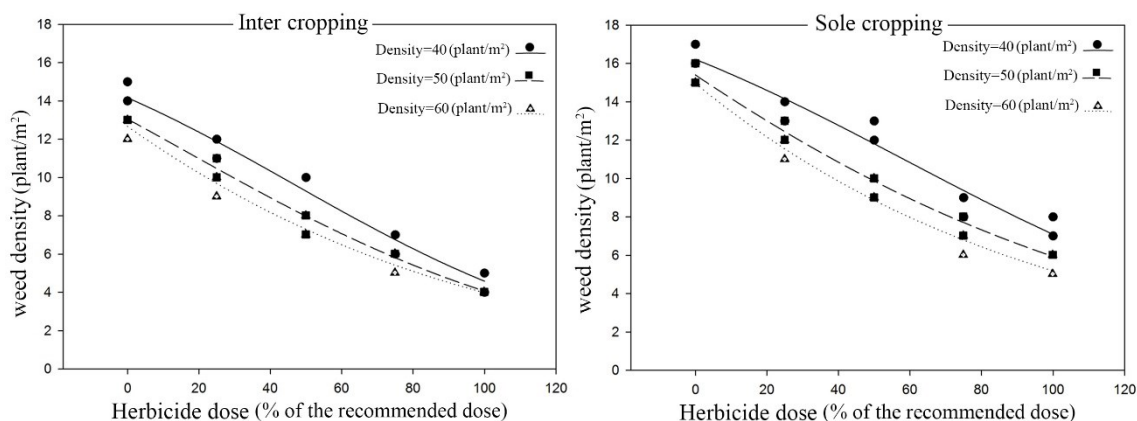 Inter cropping
Density=40 (plant/m²)
Density=50 (plant/m²)
Density=60 (plant/m²)
weed density (plant/m²)
18
16
14
12
10
8
6
4
2
0
0 20 40 60 80 100 120
Herbicide dose (% of the recommended dose)
Sole cropping
Density=40 (plant/m²)
Density=50 (plant/m²)
Density=60 (plant/m²)
weed density (plant/m²)
18
16
14
12
10
8
6
4
2
0
0 20 40 60 80 100 120
Herbicide dose (% of the recommended dose)